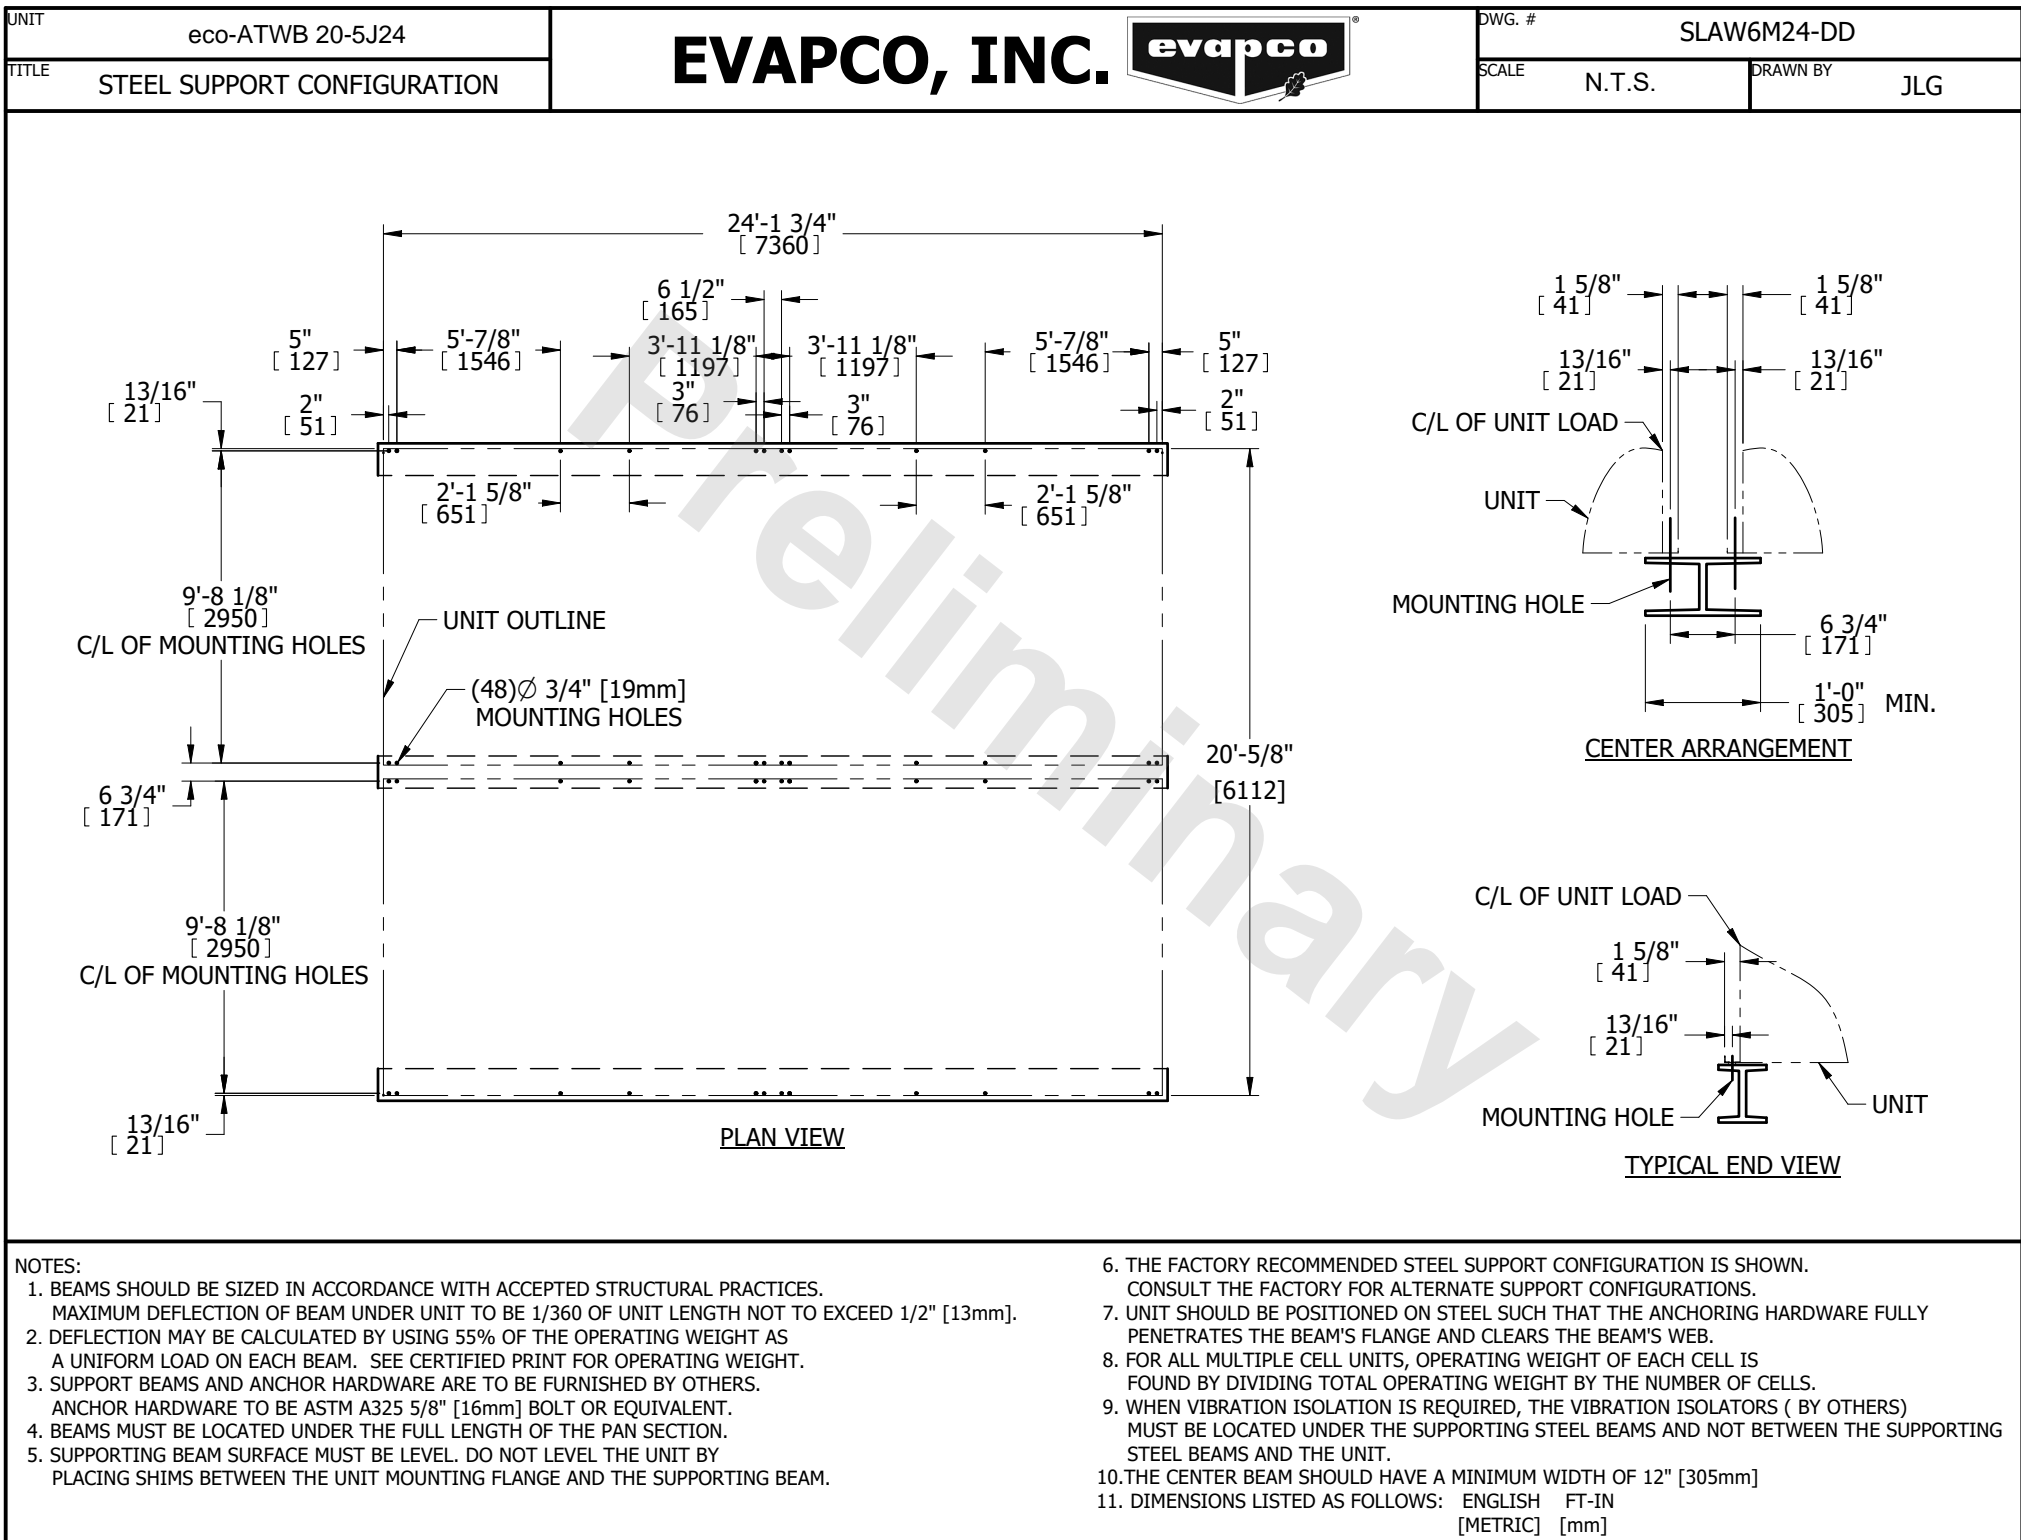 UNIT
eco-ATWB 20-5J24
TITLE
STEEL SUPPORT CONFIGURATION
EVAPCO, INC.
evapco
®
DWG. #
SLAW6M24-DD
SCALE
N.T.S.
DRAWN BY
JLG
24'-1 3/4"
[ 7360 ]
6 1/2"
[ 165 ]
5"
[ 127 ]
5'-7/8"
[ 1546 ]
3'-11 1/8"
[ 1197 ]
3'-11 1/8"
[ 1197 ]
5'-7/8"
[ 1546 ]
5"
[ 127 ]
13/16"
[ 21 ]
2"
[ 51 ]
3"
[ 76 ]
3"
[ 76 ]
2"
[ 51 ]
2'-1 5/8"
[ 651 ]
2'-1 5/8"
[ 651 ]
9'-8 1/8"
[ 2950 ]
C/L OF MOUNTING HOLES
UNIT OUTLINE
(48)Ø 3/4" [19mm]
MOUNTING HOLES
6 3/4"
[ 171 ]
20'-5/8"
[6112]
9'-8 1/8"
[ 2950 ]
C/L OF MOUNTING HOLES
13/16"
[ 21 ]
PLAN VIEW
Preliminary
1 5/8"
[ 41 ]
1 5/8"
[ 41 ]
13/16"
[ 21 ]
13/16"
[ 21 ]
C/L OF UNIT LOAD
UNIT
MOUNTING HOLE
6 3/4"
[ 171 ]
1'-0"
[ 305 ]
MIN.
CENTER ARRANGEMENT
C/L OF UNIT LOAD
1 5/8"
[ 41 ]
13/16"
[ 21 ]
MOUNTING HOLE
UNIT
TYPICAL END VIEW
NOTES:
1. BEAMS SHOULD BE SIZED IN ACCORDANCE WITH ACCEPTED STRUCTURAL PRACTICES.
MAXIMUM DEFLECTION OF BEAM UNDER UNIT TO BE 1/360 OF UNIT LENGTH NOT TO EXCEED 1/2" [13mm].
2. DEFLECTION MAY BE CALCULATED BY USING 55% OF THE OPERATING WEIGHT AS
A UNIFORM LOAD ON EACH BEAM. SEE CERTIFIED PRINT FOR OPERATING WEIGHT.
3. SUPPORT BEAMS AND ANCHOR HARDWARE ARE TO BE FURNISHED BY OTHERS.
ANCHOR HARDWARE TO BE ASTM A325 5/8" [16mm] BOLT OR EQUIVALENT.
4. BEAMS MUST BE LOCATED UNDER THE FULL LENGTH OF THE PAN SECTION.
5. SUPPORTING BEAM SURFACE MUST BE LEVEL. DO NOT LEVEL THE UNIT BY
PLACING SHIMS BETWEEN THE UNIT MOUNTING FLANGE AND THE SUPPORTING BEAM.
6. THE FACTORY RECOMMENDED STEEL SUPPORT CONFIGURATION IS SHOWN.
CONSULT THE FACTORY FOR ALTERNATE SUPPORT CONFIGURATIONS.
7. UNIT SHOULD BE POSITIONED ON STEEL SUCH THAT THE ANCHORING HARDWARE FULLY
PENETRATES THE BEAM'S FLANGE AND CLEARS THE BEAM'S WEB.
8. FOR ALL MULTIPLE CELL UNITS, OPERATING WEIGHT OF EACH CELL IS
FOUND BY DIVIDING TOTAL OPERATING WEIGHT BY THE NUMBER OF CELLS.
9. WHEN VIBRATION ISOLATION IS REQUIRED, THE VIBRATION ISOLATORS ( BY OTHERS)
MUST BE LOCATED UNDER THE SUPPORTING STEEL BEAMS AND NOT BETWEEN THE SUPPORTING
STEEL BEAMS AND THE UNIT.
10.THE CENTER BEAM SHOULD HAVE A MINIMUM WIDTH OF 12" [305mm]
11. DIMENSIONS LISTED AS FOLLOWS: ENGLISH FT-IN
[METRIC] [mm]